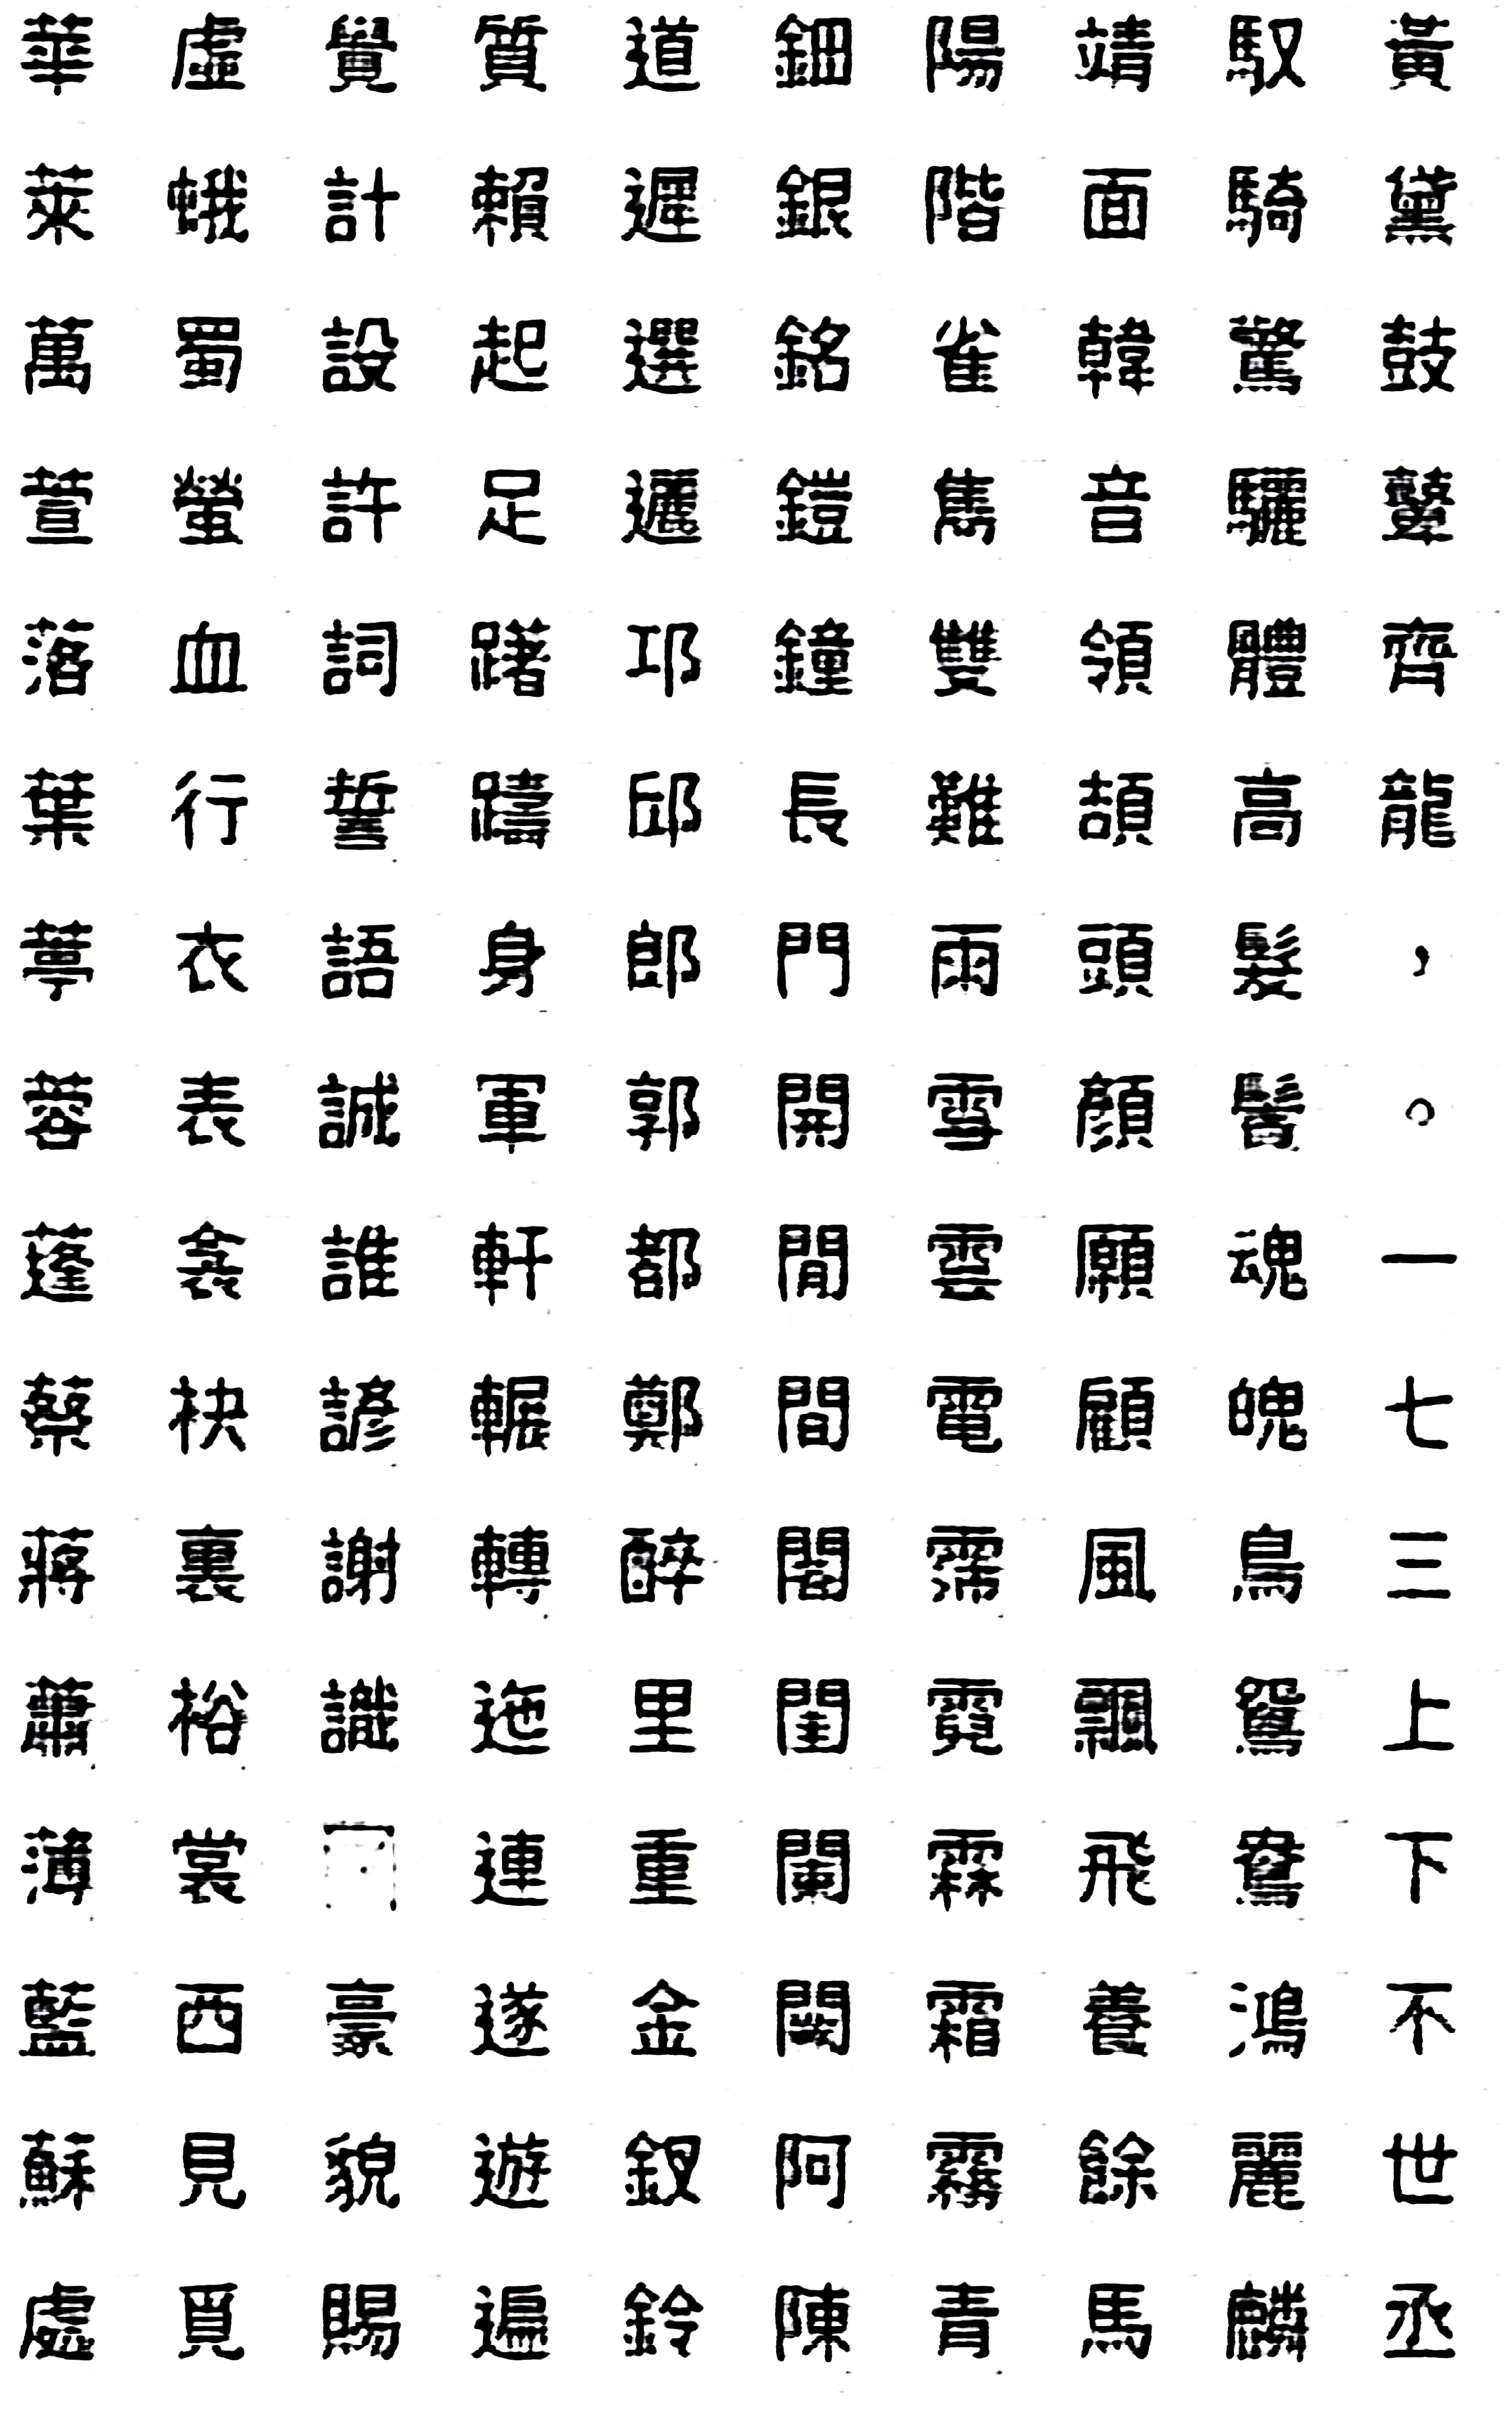 華虛覺質道鈿陽靖馭黃
萊蛾計賴遲銀階面騎黛
萬蜀設起選銘雀韓驚鼓
萱螢許足邐鎧雋音驪鼙
落血詞躇邛鐘雙領體齊
葉行誓躊邱長難頡高龍
葶衣語身郎門雨頭髮，
蓉表誠軍郭開雪顏髻。
蓬衾誰軒都閒雲願魂一
蔡袂諺輾鄭間電顧魄七
蔣裏謝轉醉閣霈風鳥三
蕭裕識迤里閨霓飄鴛上
薄裳連重闌霖飛鴦下
藍西豪遂金闕霜養鴻不
蘇見貌遊釵阿霧餘麗世
處覓賜遍鈴陳青馬麟丞